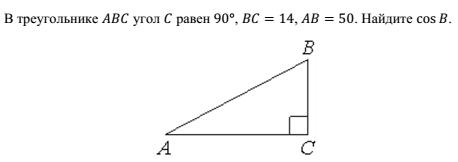 В треугольнике ABC угол C равен 90°, BC = 14, AB = 50. Найдите cos B.
B
A
C